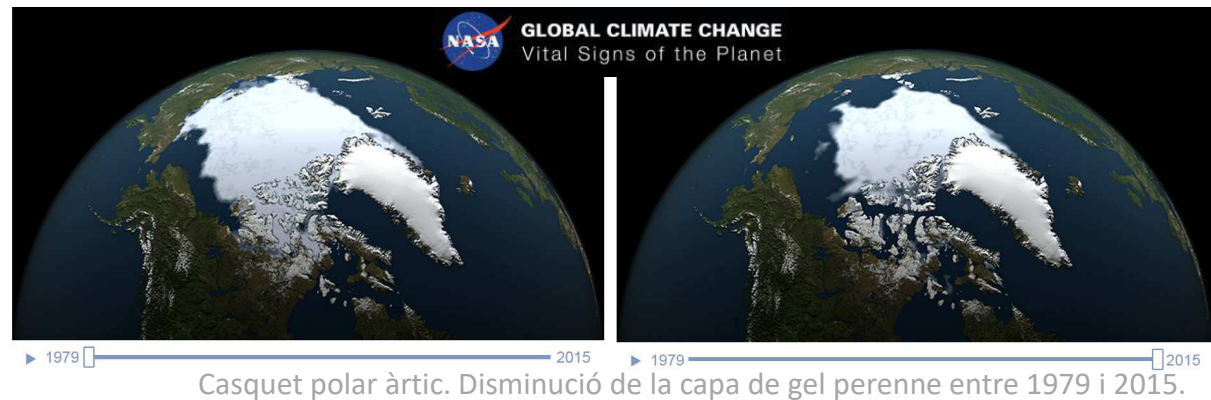 NASA
GLOBAL CLIMATE CHANGE
Vital Signs of the Planet
1979 2015
1979 2015
Casquet polar àrtic. Disminució de la capa de gel perenne entre 1979 i 2015.